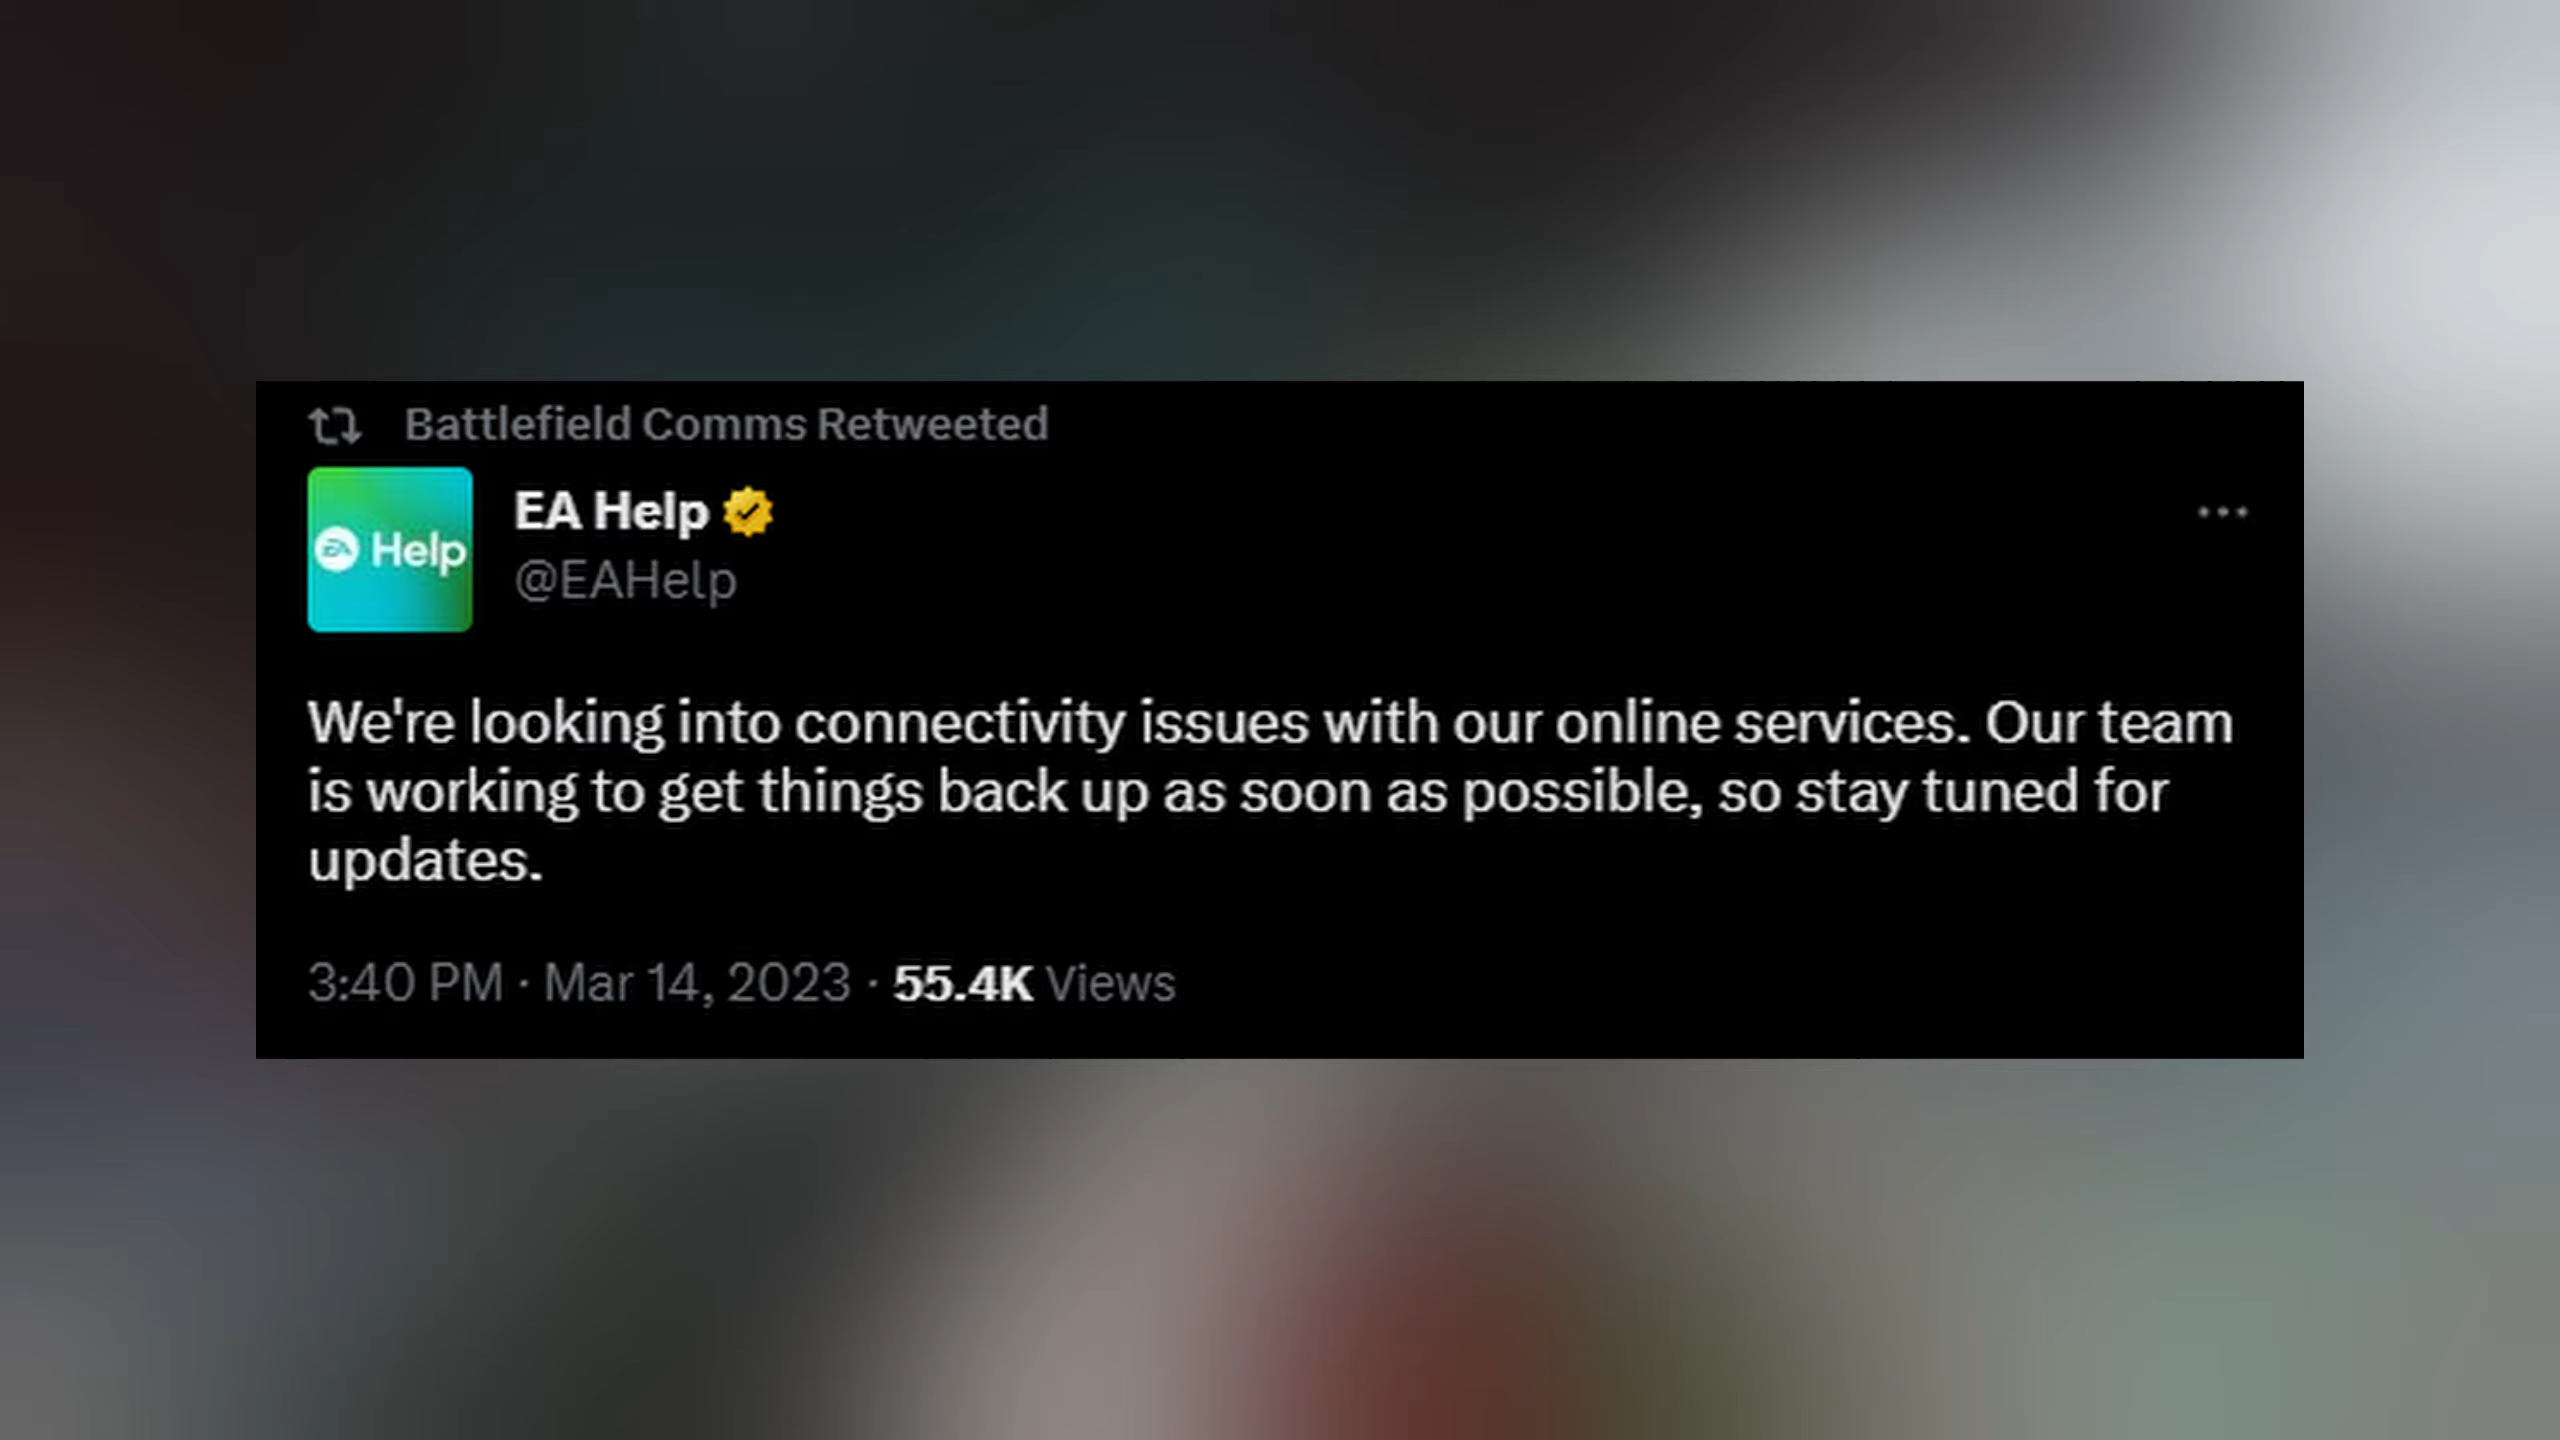 Battlefield Comms Retweeted
EA Help
EA Help
@EAHelp
We're looking into connectivity issues with our online services. Our team
is working to get things back up as soon as possible, so stay tuned for
updates.
3:40 PM · Mar 14, 2023 · 55.4K Views